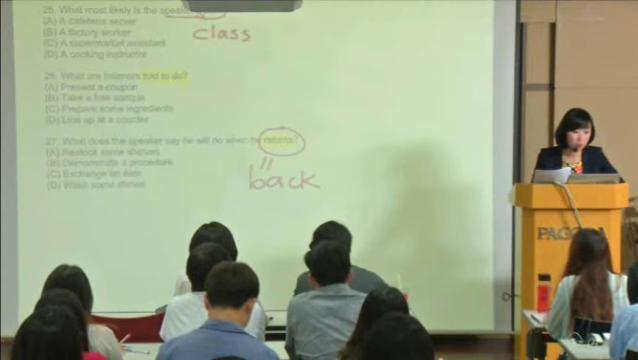 25. What most likely is the speaker
class
(A) A cafeteria server
(B) A factory worker
(C) A supermarket assistant
(D) A cooking instructor
26. What are listeners told to do?
(A) Present a coupon
(B) Take a free sample
(C) Prepare some ingredients
(D) Line up at a counter
27. What does the speaker say he will do when he returns?
(A) Restock some shelves
(B) Demonstrate a procedure
(C) Exchange an item
(D) Wash some dishes
back
PAGODA